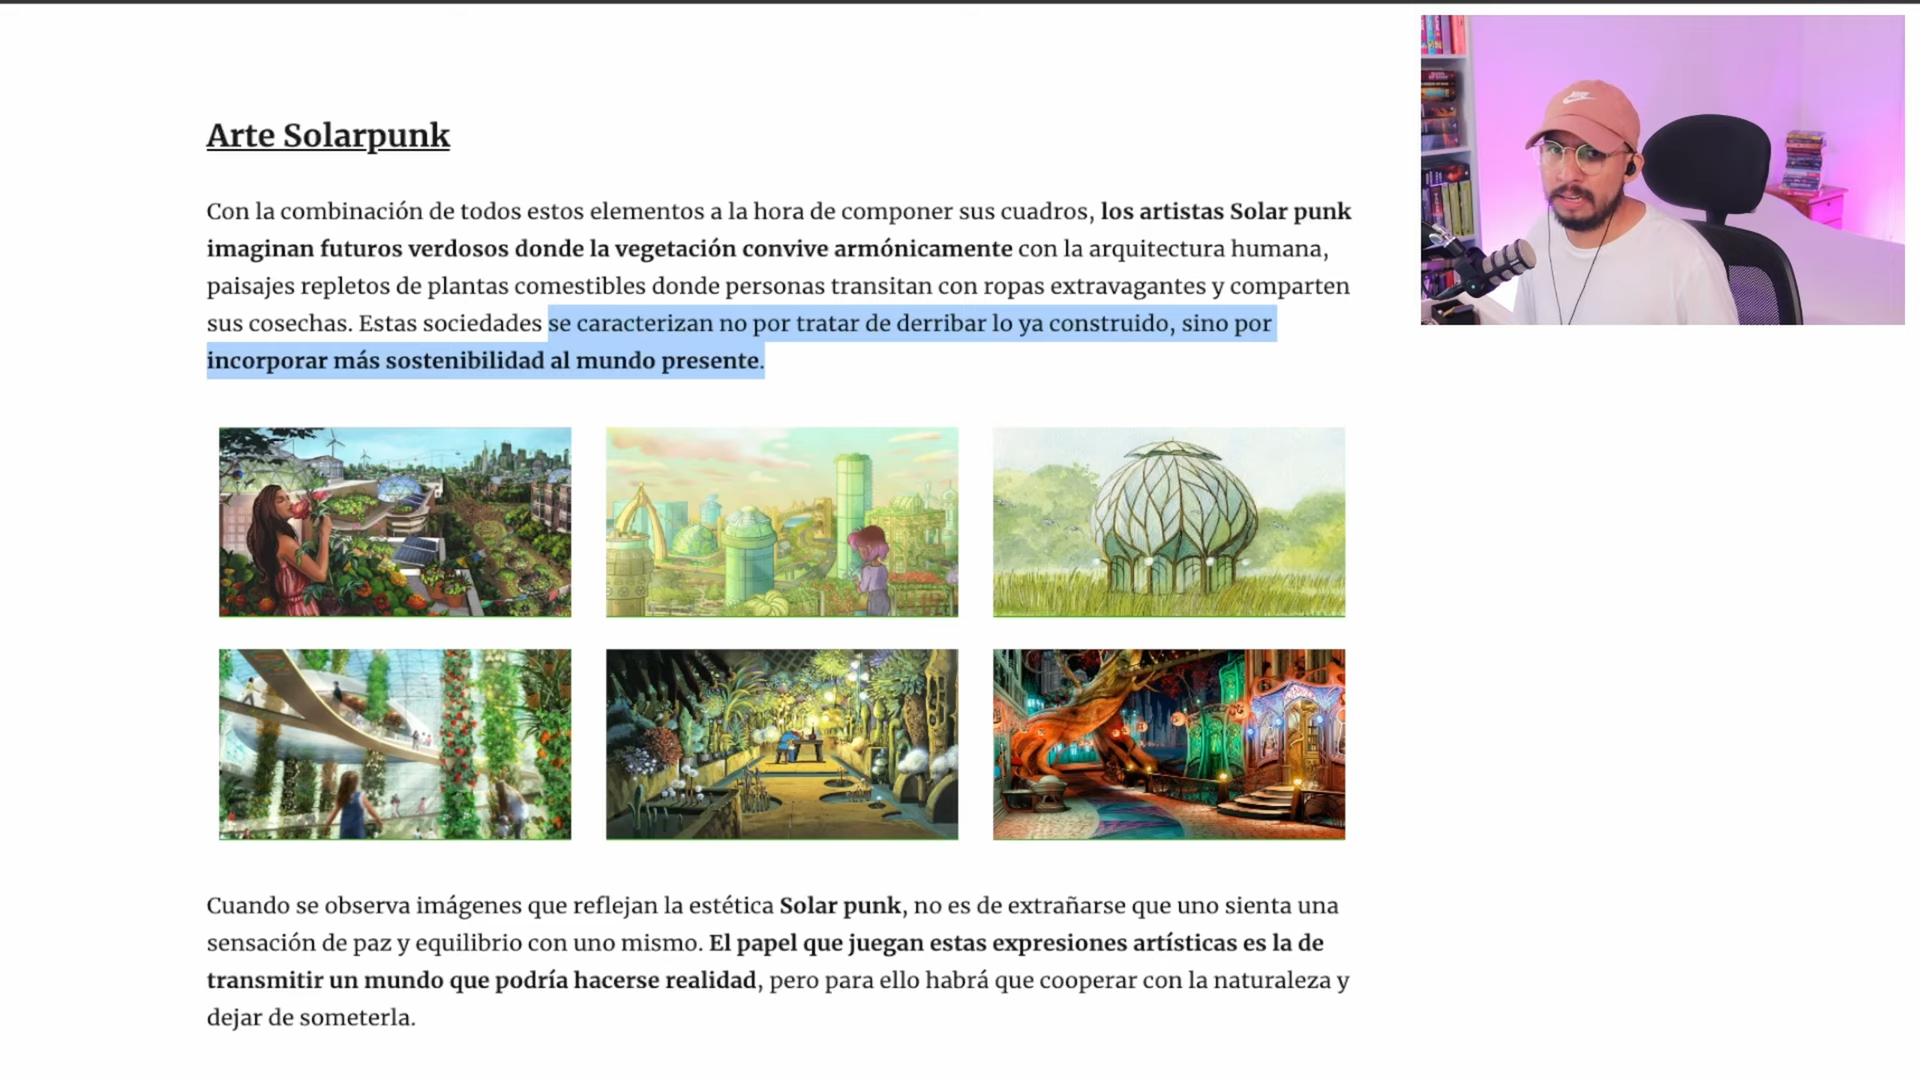 Arte Solarpunk
Con la combinación de todos estos elementos a la hora de componer sus cuadros, los artistas Solar punk
imaginan futuros verdosos donde la vegetación convive armónicamente con la arquitectura humana,
paisajes repletos de plantas comestibles donde personas transitan con ropas extravagantes y comparten
sus cosechas. Estas sociedades se caracterizan no por tratar de derribar lo ya construido, sino por
incorporar más sostenibilidad al mundo presente.
Cuando se observa imágenes que reflejan la estética Solar punk, no es de extrañarse que uno sienta una
sensación de paz y equilibrio con uno mismo. El papel que juegan estas expresiones artísticas es la de
transmitir un mundo que podría hacerse realidad, pero para ello habrá que cooperar con la naturaleza y
dejar de someterla.